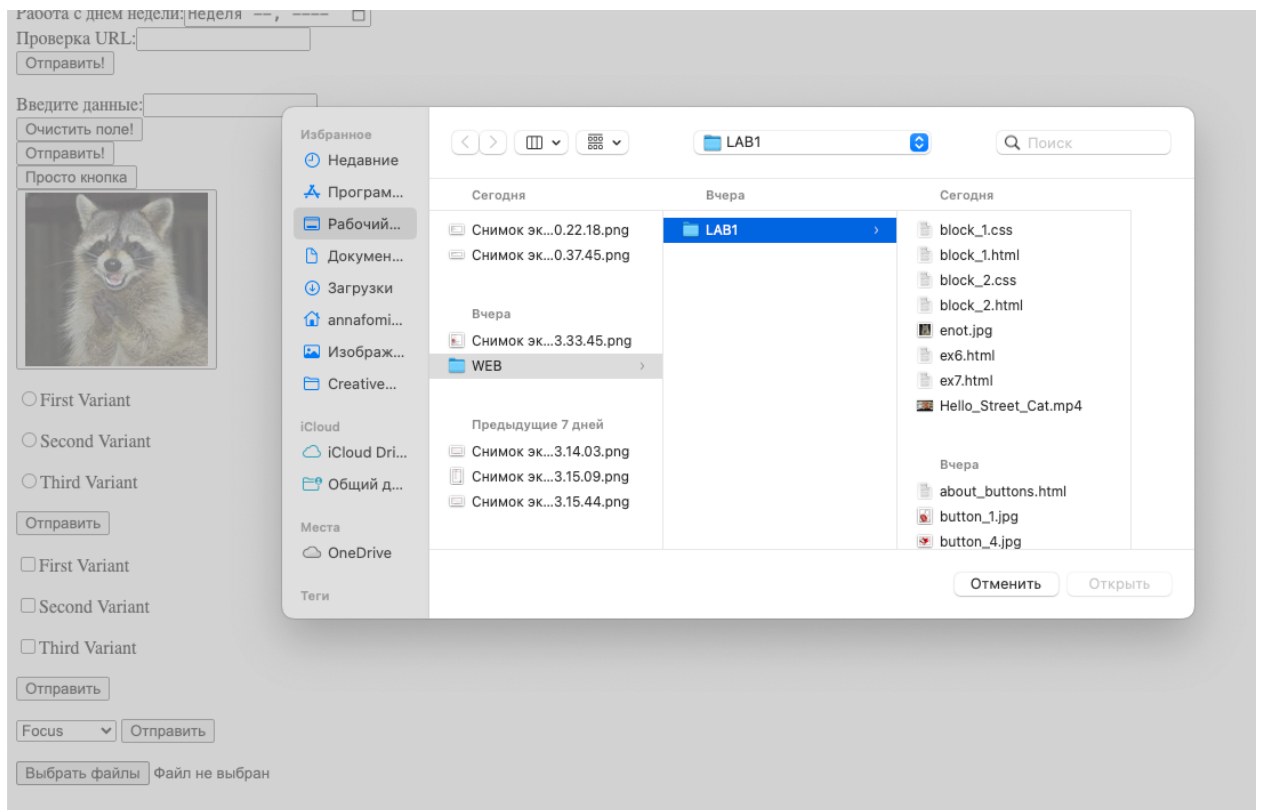 Работа с днем недели: Неделя --, ----
Проверка URL:
Отправить!
Введите данные:
Очистить поле!
Отправить!
Просто кнопка
First Variant
Second Variant
Third Variant
Отправить
First Variant
Second Variant
Third Variant
Отправить
Focus Отправить
Выбрать файлы Файл не выбран
Избранное
Недавние
Програм...
Рабочий...
Докумен...
Загрузки
annafomi...
Изображ...
Creative...
iCloud
iCloud Dri...
Общий д...
Места
OneDrive
Теги
LAB1
Поиск
Сегодня
Снимок эк...0.22.18.png
Снимок эк...0.37.45.png
Вчера
Снимок эк...3.33.45.png
WEB
Предыдущие 7 дней
Снимок эк...3.14.03.png
Снимок эк...3.15.09.png
Снимок эк...3.15.44.png
Вчера
LAB1
Сегодня
block_1.css
block_1.html
block_2.css
block_2.html
enot.jpg
ex6.html
ex7.html
Hello_Street_Cat.mp4
Вчера
about_buttons.html
button_1.jpg
button_4.jpg
Отменить Открыть